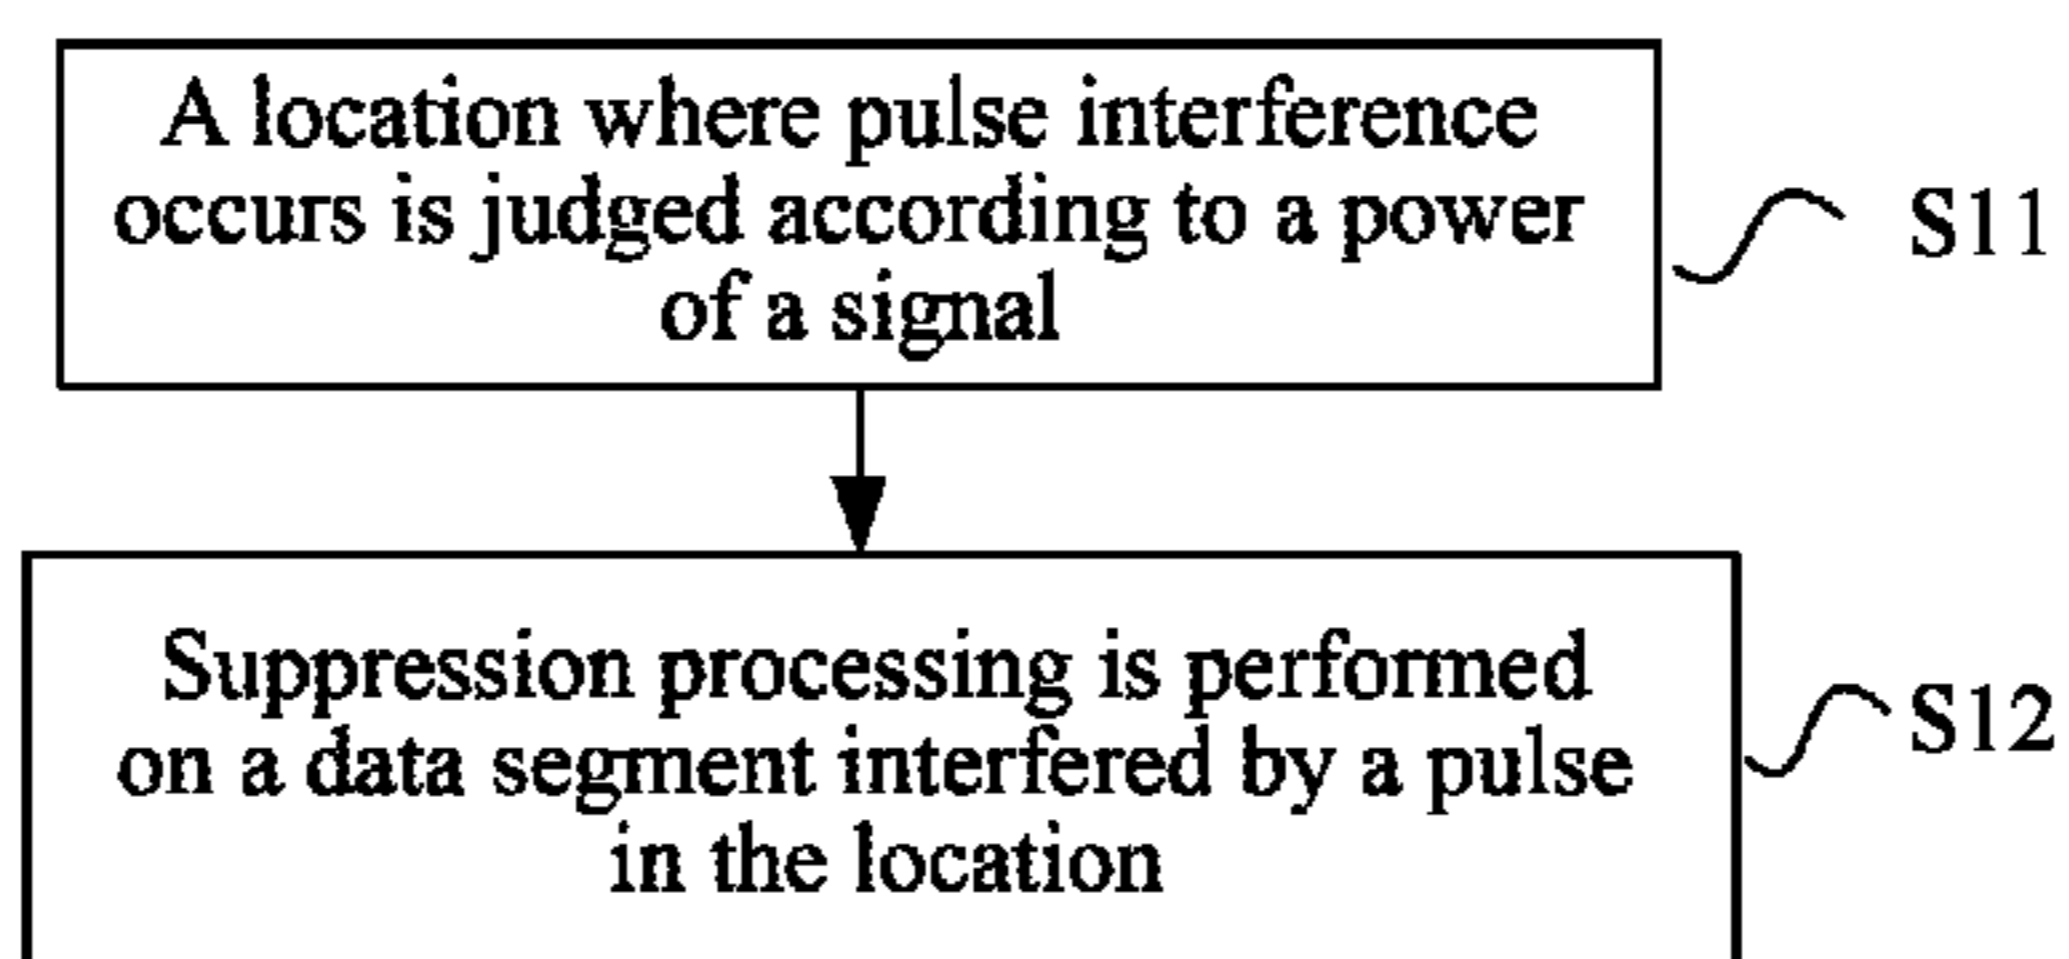 A location where pulse interference
occurs is judged according to a power
of a signal
S11
Suppression processing is performed
on a data segment interfered by a pulse
in the location
S12